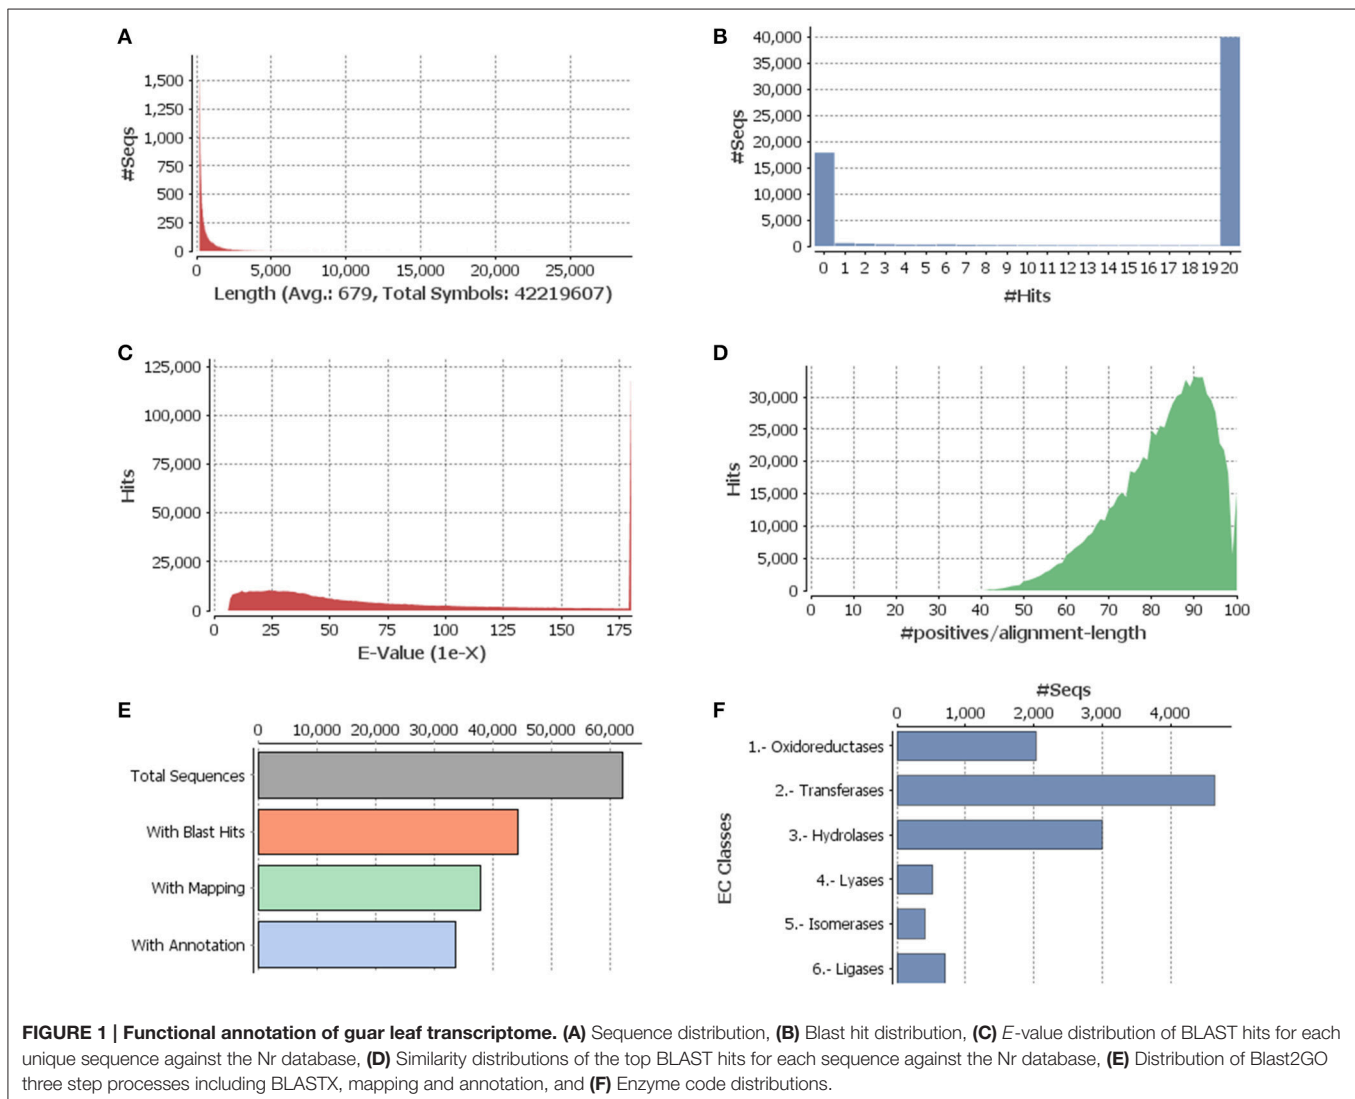 A
#Seqs
1,500
1,250
1,000
750
500
250
0
0 5,000 10,000 15,000 20,000 25,000
Length (Avg.: 679, Total Symbols: 42219607)
B
#Seqs
40,000
35,000
30,000
25,000
20,000
15,000
10,000
5,000
0
0 1 2 3 4 5 6 7 8 9 10 11 12 13 14 15 16 17 18 19 20
#Hits
C
Hits
125,000
100,000
75,000
50,000
25,000
0
0 25 50 75 100 125 150 175
E-Value (1e-X)
D
Hits
30,000
25,000
20,000
15,000
10,000
5,000
0
0 10 20 30 40 50 60 70 80 90 100
#positives/alignment-length
E
0 10,000 20,000 30,000 40,000 50,000 60,000
Total Sequences
With Blast Hits
With Mapping
With Annotation
F
#Seqs
0 1,000 2,000 3,000 4,000
EC Classes
1.- Oxidoreductases
2.- Transferases
3.- Hydrolases
4.- Lyases
5.- Isomerases
6.- Ligases
FIGURE 1 | Functional annotation of guar leaf transcriptome. (A) Sequence distribution, (B) Blast hit distribution, (C) E-value distribution of BLAST hits for each
unique sequence against the Nr database, (D) Similarity distributions of the top BLAST hits for each sequence against the Nr database, (E) Distribution of Blast2GO
three step processes including BLASTX, mapping and annotation, and (F) Enzyme code distributions.